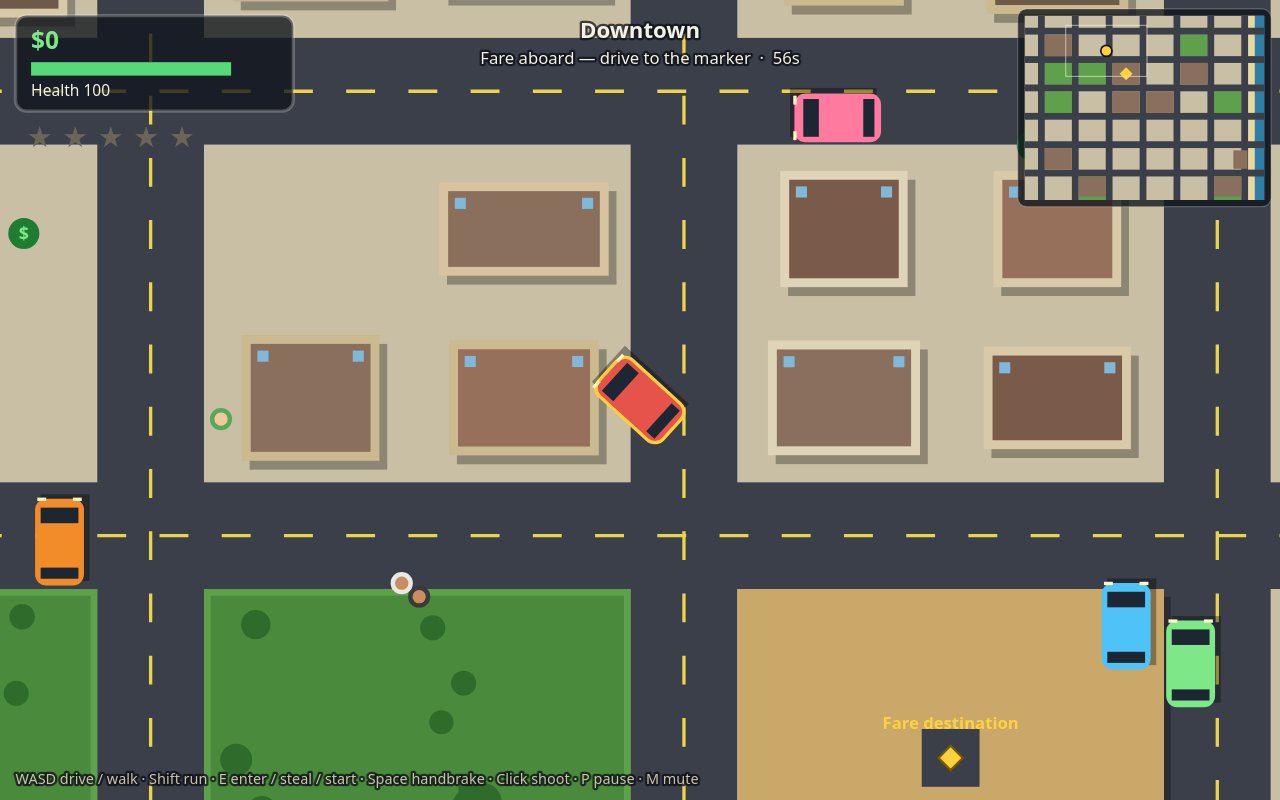 $0
Health 100
Downtown
Fare aboard — drive to the marker · 56s
$
Fare destination
WASD drive / walk · Shift run · E enter / steal / start · Space handbrake · Click shoot · P pause · M mute